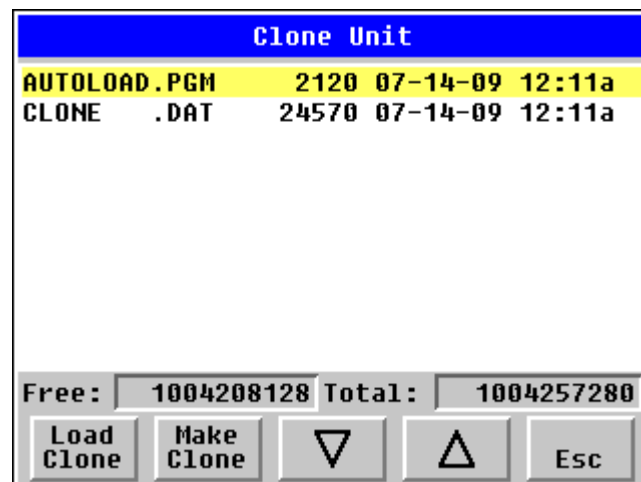 Clone Unit
AUTOLOAD.PGM 2120 07-14-09 12:11a
CLONE .DAT 24570 07-14-09 12:11a
Free: 1004208128 Total: 1004257280
Load Clone Make Clone Esc